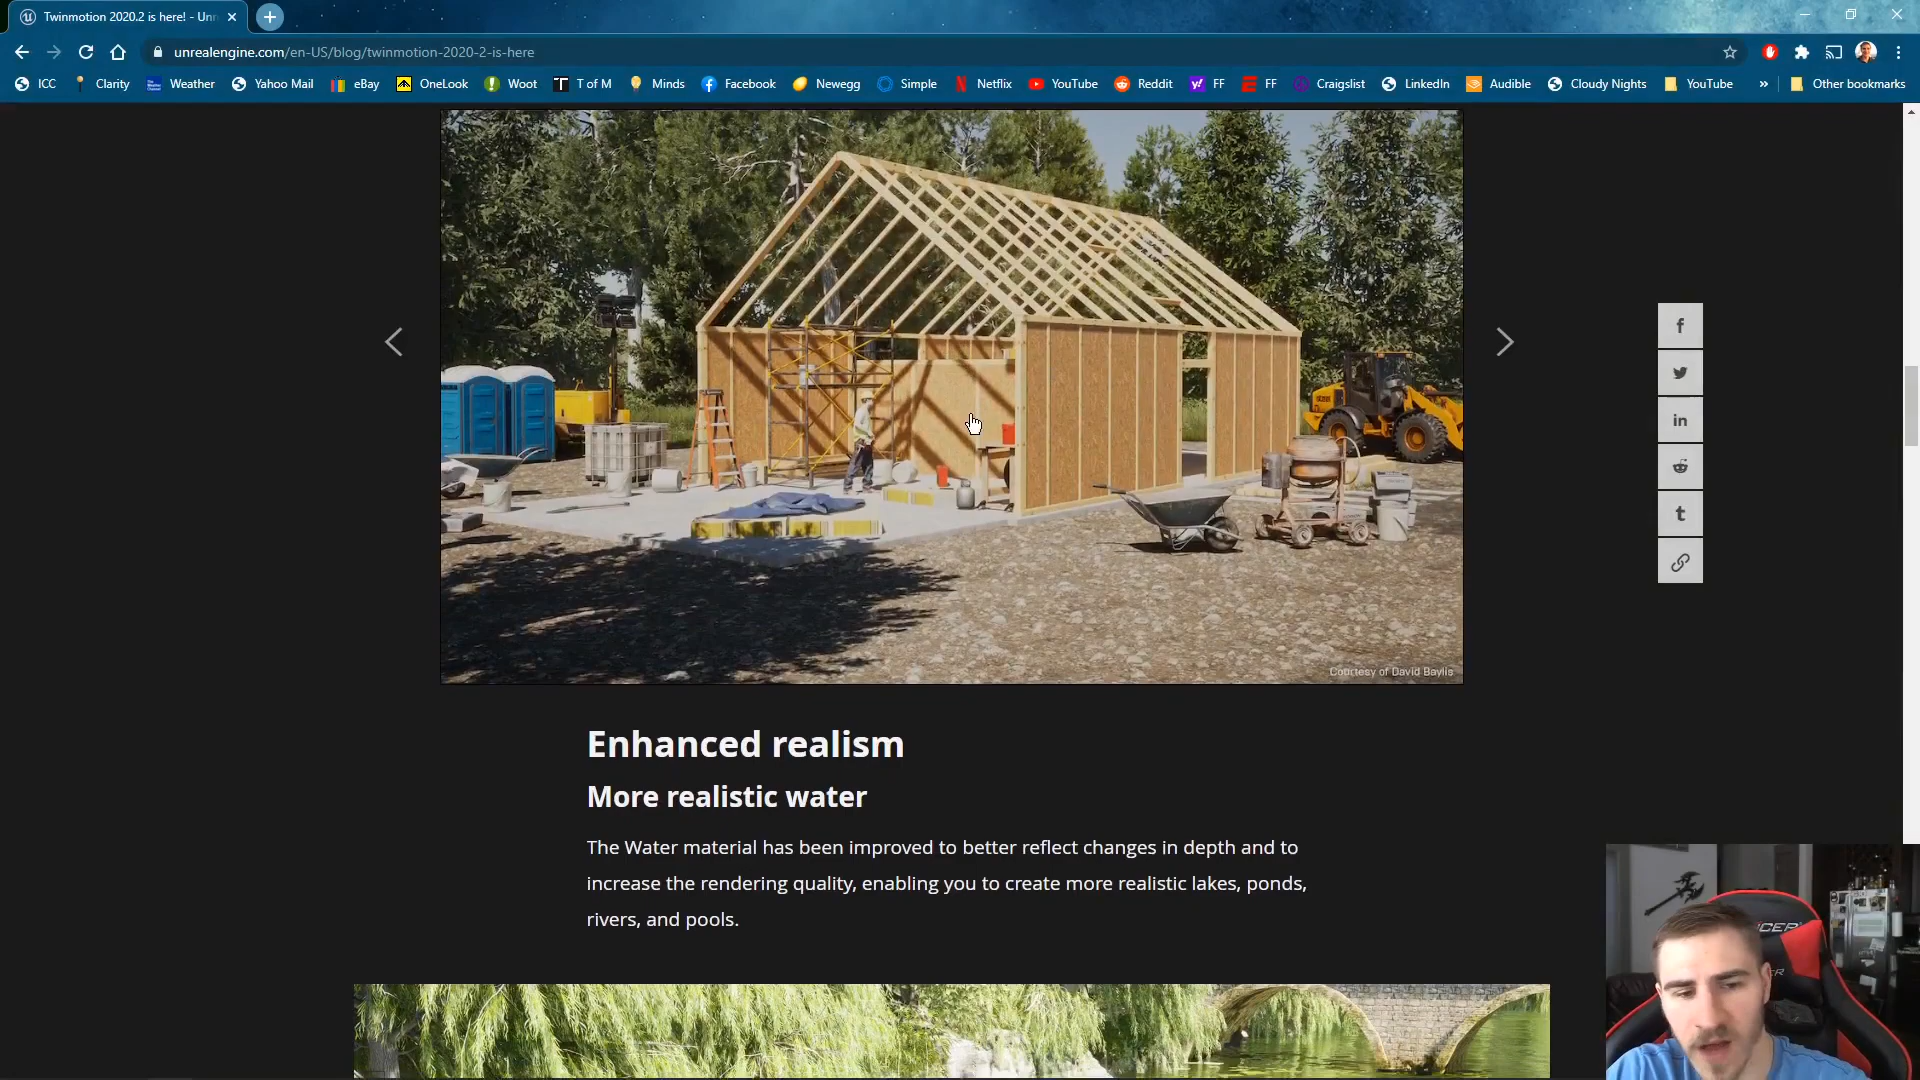 Twinmotion 2020.2 is here! - Unr
unrealengine.com/en-US/blog/twinmotion-2020-2-is-here
ICC
Clarity
Weather
Yahoo Mail
eBay
OneLook
Woot
T of M
Minds
Facebook
Newegg
Simple
Netflix
YouTube
Reddit
FF
FF
Craigslist
LinkedIn
Audible
Cloudy Nights
YouTube
Other bookmarks
Courtesy of David Baylis
Enhanced realism
More realistic water
The Water material has been improved to better reflect changes in depth and to
increase the rendering quality, enabling you to create more realistic lakes, ponds,
rivers, and pools.